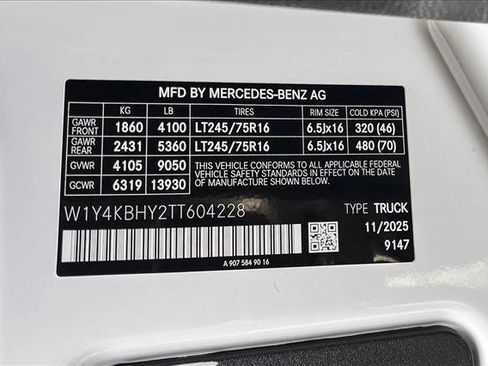 MFD BY MERCEDES-BENZ AG
KG LB TIRES RIM SIZE COLD KPA (PSI)
GAWR FRONT 1860 4100 LT245/75R16 6.5Jx16 320 (46)
GAWR REAR 2431 5360 LT245/75R16 6.5Jx16 480 (70)
GVWR 4105 9050 THIS VEHICLE CONFORMS TO ALL APPLICABLE FEDERAL MOTOR
GCWR 6319 13930 VEHICLE SAFETY STANDARDS IN EFFECT ON THE DATE
OF MANUFACTURE SHOWN ABOVE.
W1Y4KBHY2TT604228 TYPE TRUCK
11/2025
9147
A 907 584 90 16